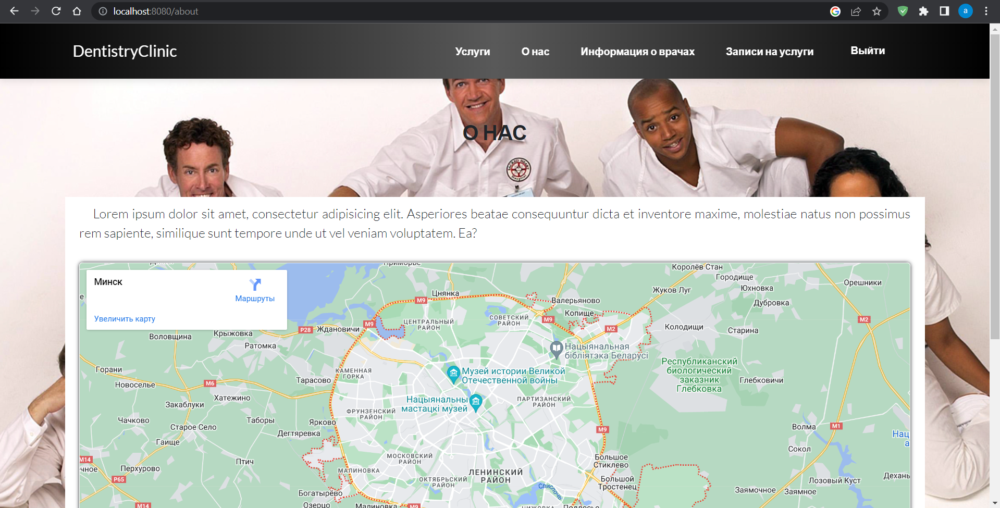 localhost:8080/about
a
DentistryClinic
Услуги
О нас
Информация о врачах
Записи на услуги
Выйти
О НАС
SACRED HEART
Hospital
Lorem ipsum dolor sit amet, consectetur adipisicing elit. Asperiores beatae consequuntur dicta et inventore maxime, molestiae natus non possimus
rem sapiente, similique sunt tempore unde ut vel veniam voluptatem. Ea?
Минск
Маршруты
Увеличить карту
Приморье
Королёв Стан
Городище
Орешники
Жуков Луг
Юхновка
Цнянка
M9
Валерьяново
Дубровка
е
Копище
M9
M9
СОВЕТСКИЙ
РАЙОН
ЦЕНТРАЛЬНЫЙ
РАЙОН
M2
M2
P28
Ждановичи
Колодищи
Старина
Крыжовка
Воловщина
Ратомка
Нацыянальная
бібліятэка Беларусі
Республиканский
биологический
заказник
Глебковка
Горани
КАМЕННАЯ
ГОРКА
Музей истории Великой
Отечественной войны
Тарасово
Глебковичи
Новоселье
M6
Хатежино
Нацыянальны
мастацкі музей
ПАРТИЗАНСКИЙ
РАЙОН
Закаблуки
ФРУНЗЕНСКИЙ
РАЙОН
Чачково
Таборы
Ярково
Старое Село
Дегтяревка
M9
Волма
M1
Нац
а
Гаище
Сокол
M14
Птич
МОСКОВСКИЙ
РАЙОН
Большое
Стиклево
чное
Перхурово
МАЛИНОВКА
ЛЕНИНСКИЙ
РАЙОН
P65
ОКТЯБРЬСКИЙ
РАЙОН
Большой
Тростенец
Лозовый Куст
Дехань
Свислочь
Богатырёво
Заямочное
Заямное
M14
Озерцо
Малиновка
M9
ЧИЖОВКА
Подлосье